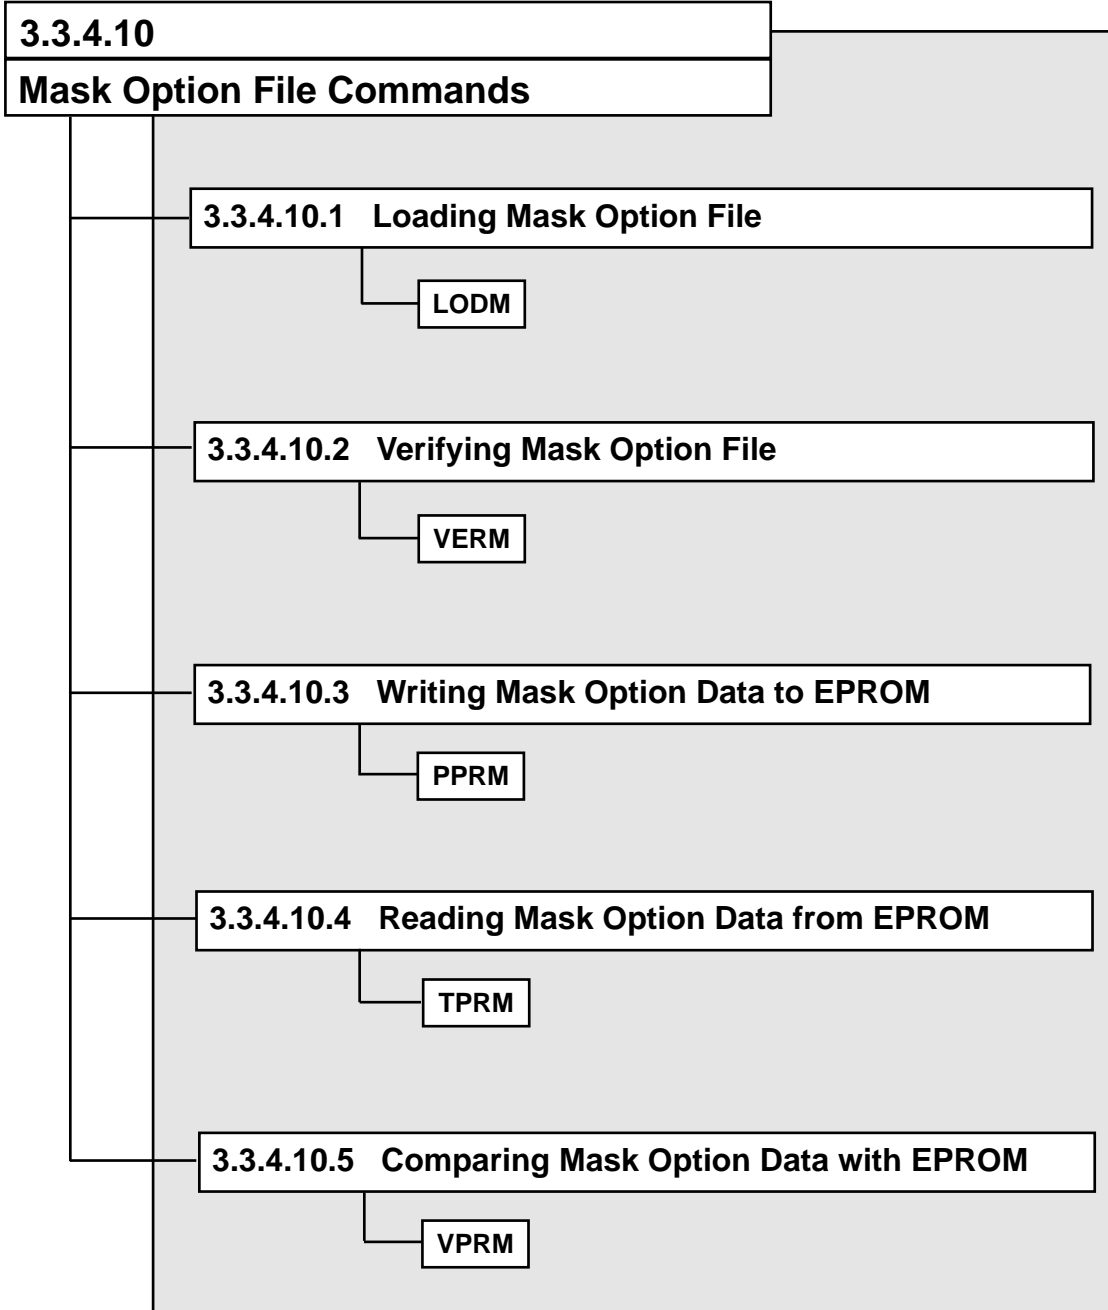 3.3.4.10
Mask Option File Commands
3.3.4.10.1 Loading Mask Option File
LODM
3.3.4.10.2 Verifying Mask Option File
VERM
3.3.4.10.3 Writing Mask Option Data to EPROM
PPRM
3.3.4.10.4 Reading Mask Option Data from EPROM
TPRM
3.3.4.10.5 Comparing Mask Option Data with EPROM
VPRM